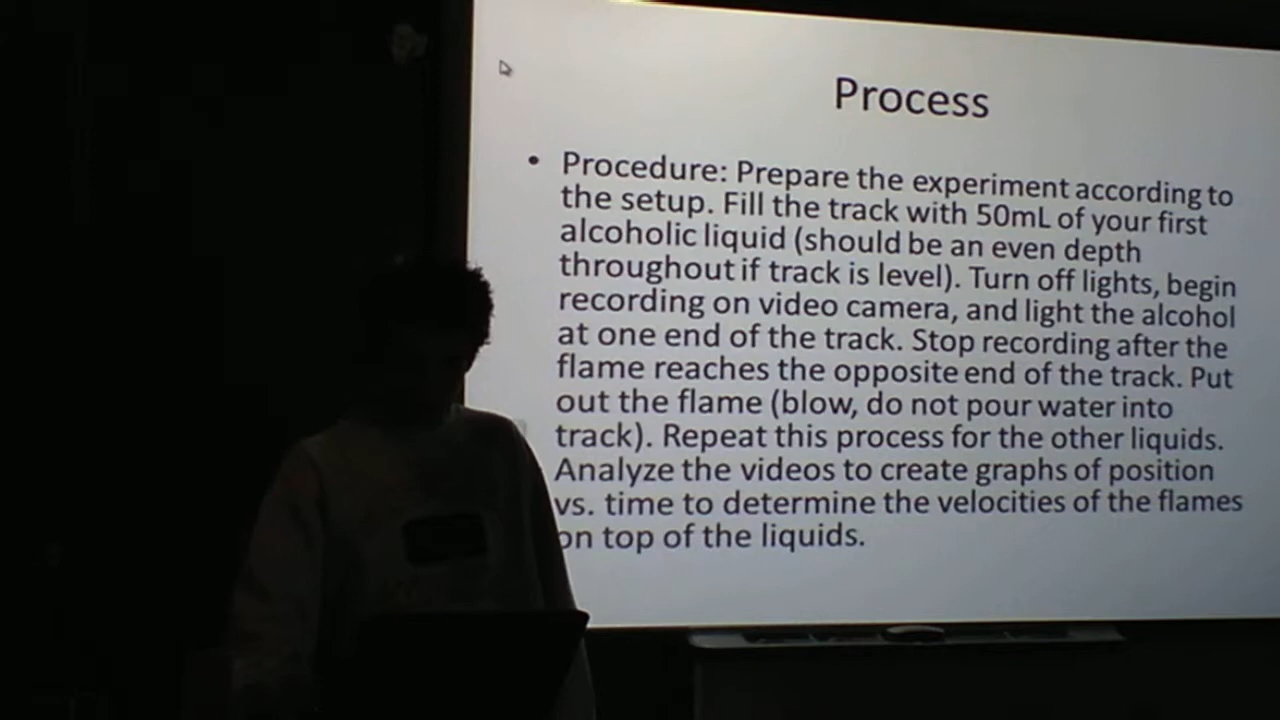 Process
• Procedure: Prepare the experiment according to
the setup. Fill the track with 50mL of your first
alcoholic liquid (should be an even depth
throughout if track is level). Turn off lights, begin
recording on video camera, and light the alcohol
at one end of the track. Stop recording after the
flame reaches the opposite end of the track. Put
out the flame (blow, do not pour water into
track). Repeat this process for the other liquids.
Analyze the videos to create graphs of position
vs. time to determine the velocities of the flames
on top of the liquids.